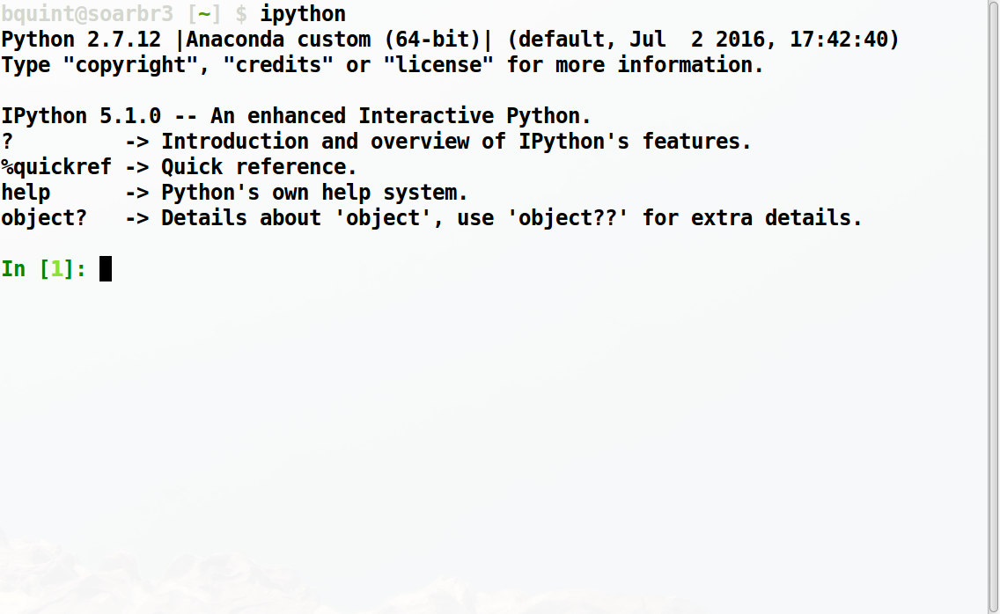 bquint@soarbr3 [~] $ ipython
Python 2.7.12 |Anaconda custom (64-bit)| (default, Jul  2 2016, 17:42:40)
Type "copyright", "credits" or "license" for more information.
IPython 5.1.0 -- An enhanced Interactive Python.
?         -> Introduction and overview of IPython's features.
%quickref -> Quick reference.
help      -> Python's own help system.
object?   -> Details about 'object', use 'object??' for extra details.
In [1]: